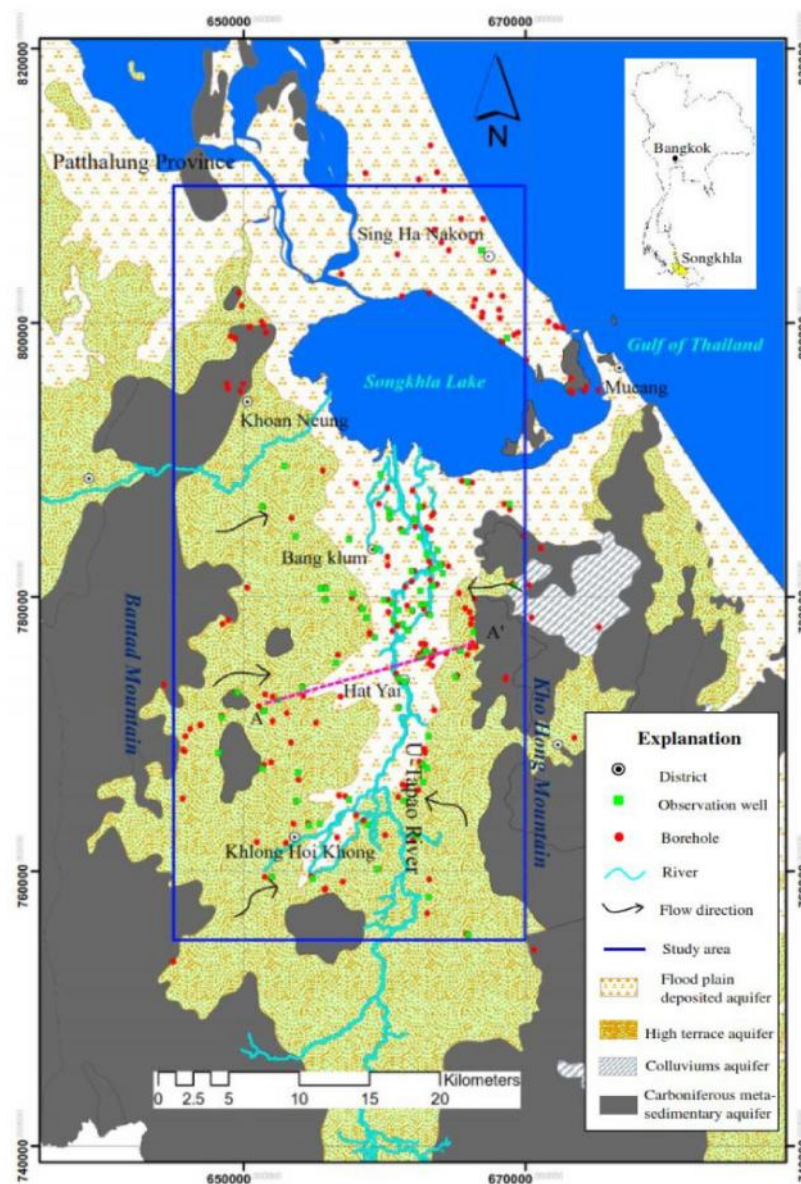 650000
670000
820000
800000
780000
760000
740000
N
Patthalung Province
Bangkok
Songkhla
Sing Ha Nakorn
Gulf of Thailand
Songkhla Lake
Mueang
Khoan Neung
Bang klum
Bantad Mountain
A'
Hat Yai
A
Kho Hong Mountain
U-Tapao River
Khlong Hoi Khong
Explanation
District
Observation well
Borehole
River
Flow direction
Study area
Flood plain
deposited aquifer
High terrace aquifer
Colluviums aquifer
Carboniferous meta-
sedimentary aquifer
Kilometers
0 2.5 5 10 15 20
650000
670000